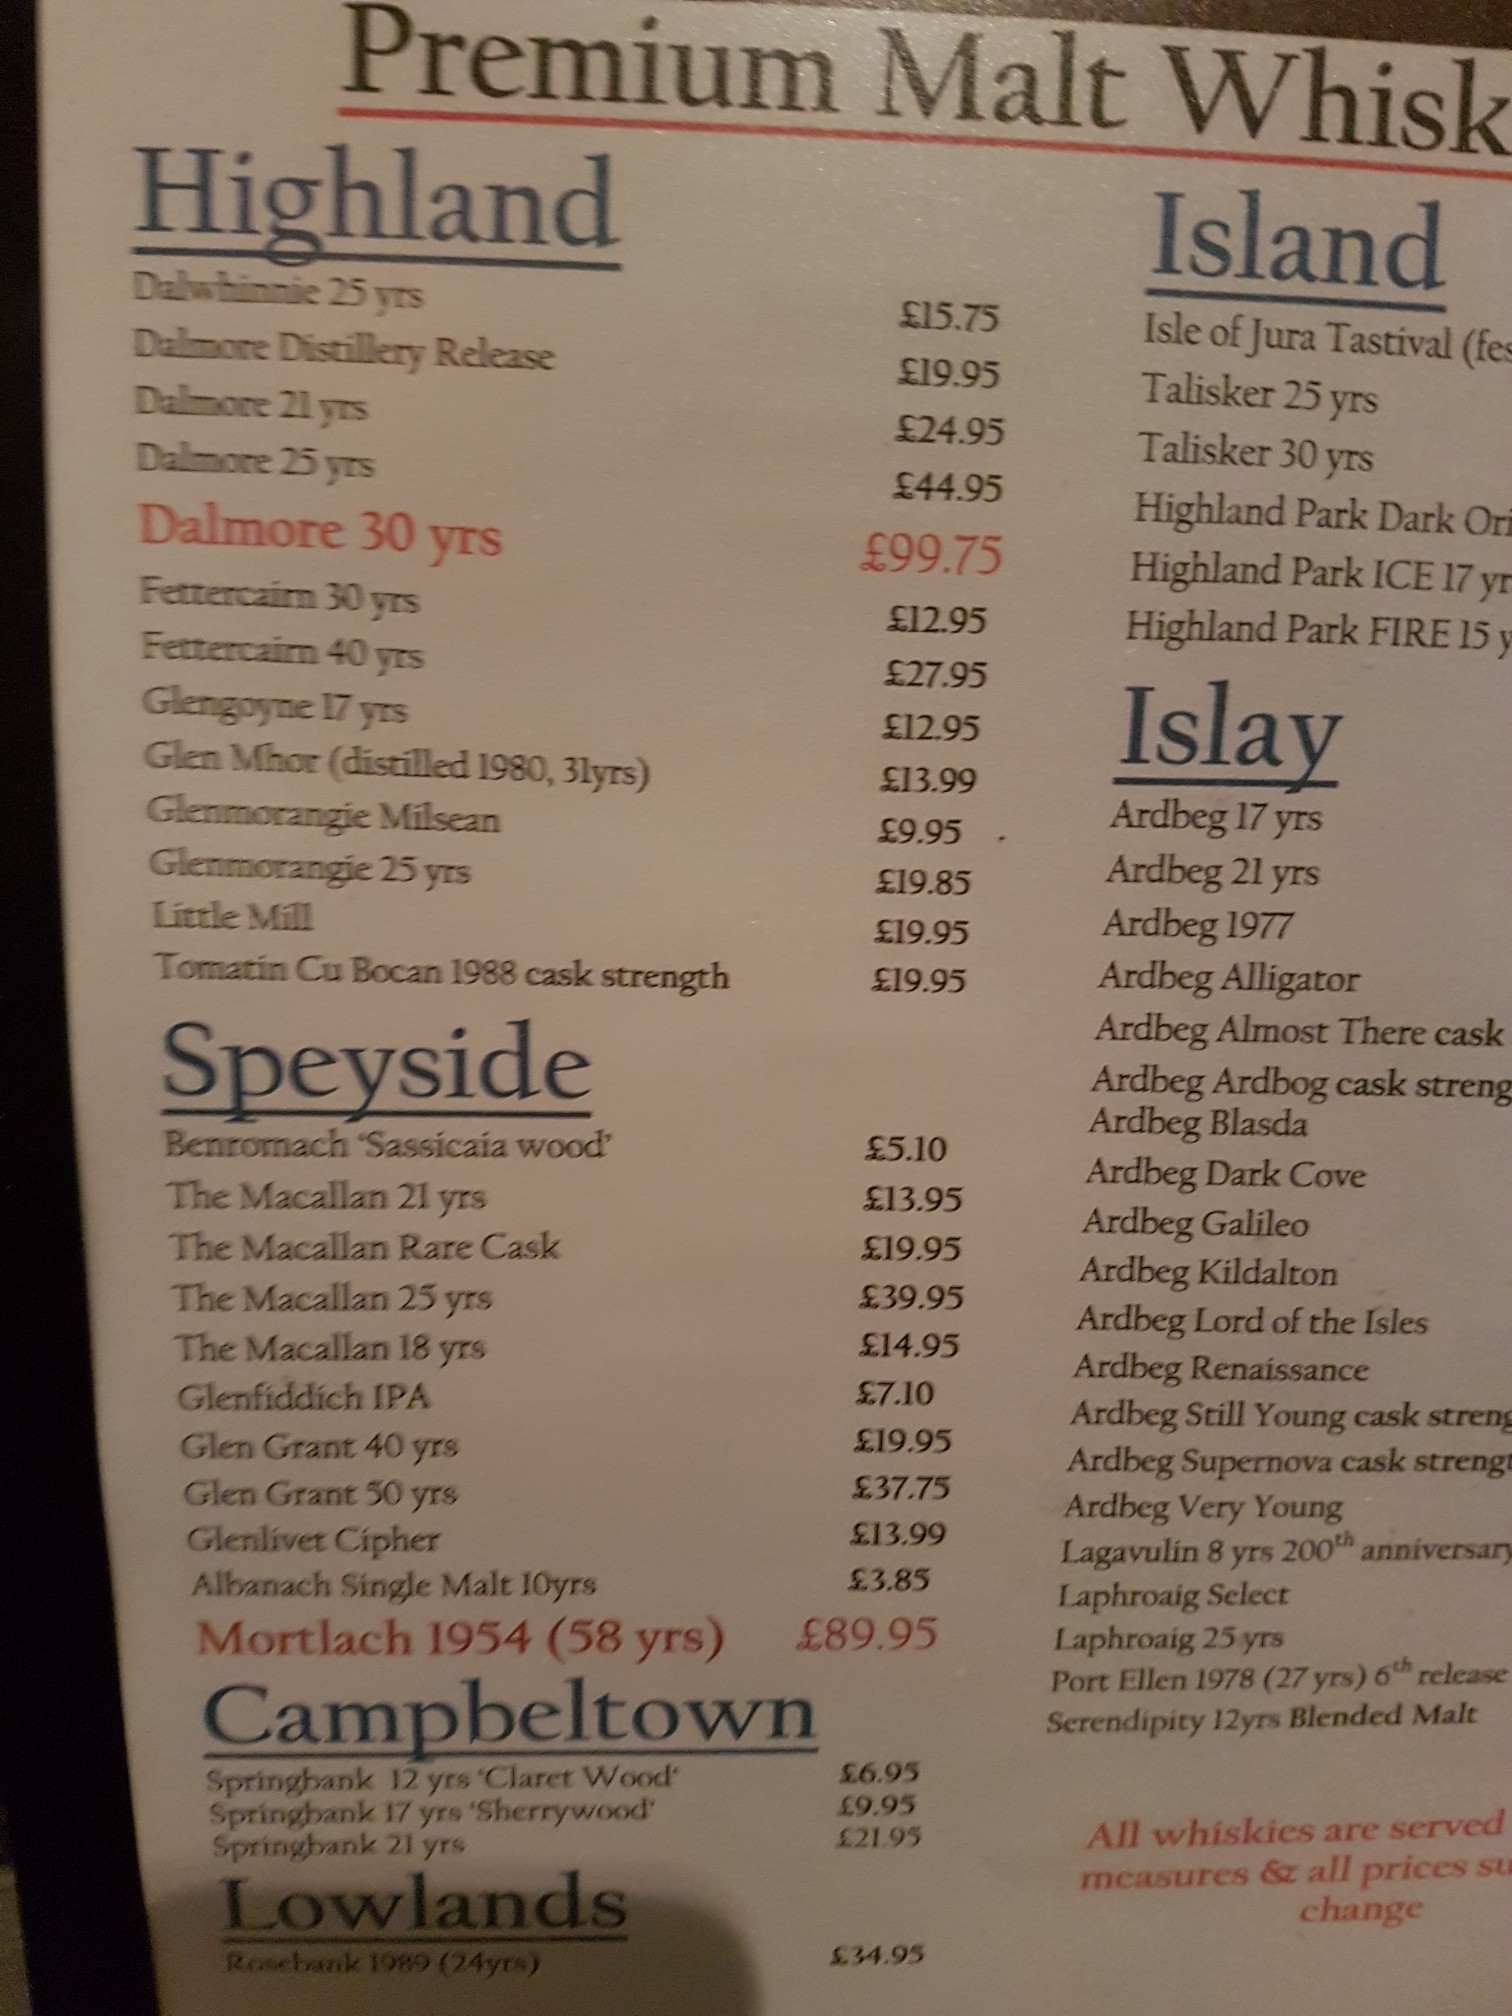 Premium Malt Whisk
Highland
Dalwhinnie 25 yrs £15.75
Dalmore Distillery Release £19.95
Dalmore 21 yrs £24.95
Dalmore 25 yrs £44.95
Dalmore 30 yrs £99.75
Fettercairn 30 yrs £12.95
Fettercairn 40 yrs £27.95
Glengoyne 17 yrs £12.95
Glen Mhor (distilled 1980, 31yrs) £13.99
Glenmorangie Milsean £9.95
Glenmorangie 25 yrs £19.85
Little Mill £19.95
Tomatin Cu Bocan 1988 cask strength £19.95
Speyside
Benromach ‘Sassicaia wood’ £5.10
The Macallan 21 yrs £13.95
The Macallan Rare Cask £19.95
The Macallan 25 yrs £39.95
The Macallan 18 yrs £14.95
Glenfiddich IPA £7.10
Glen Grant 40 yrs £19.95
Glen Grant 50 yrs £37.75
Glenlivet Cipher £13.99
Albanach Single Malt 10yrs £3.85
Mortlach 1954 (58 yrs) £89.95
Campbeltown
Springbank 12 yrs ‘Claret Wood’ £6.95
Springbank 17 yrs ‘Sherrywood’ £9.95
Springbank 21 yrs £21.95
Lowlands
Rosebank 1989 (24yrs) £34.95
Island
Isle of Jura Tastival (fes
Talisker 25 yrs
Talisker 30 yrs
Highland Park Dark Ori
Highland Park ICE 17 yr
Highland Park FIRE 15 y
Islay
Ardbeg 17 yrs
Ardbeg 21 yrs
Ardbeg 1977
Ardbeg Alligator
Ardbeg Almost There cask
Ardbeg Ardbog cask streng
Ardbeg Blasda
Ardbeg Dark Cove
Ardbeg Galileo
Ardbeg Kildalton
Ardbeg Lord of the Isles
Ardbeg Renaissance
Ardbeg Still Young cask streng
Ardbeg Supernova cask strengt
Ardbeg Very Young
Lagavulin 8 yrs 200th anniversary
Laphroaig Select
Laphroaig 25 yrs
Port Ellen 1978 (27 yrs) 6th release
Serendipity 12yrs Blended Malt
All whiskies are served
measures & all prices su
change